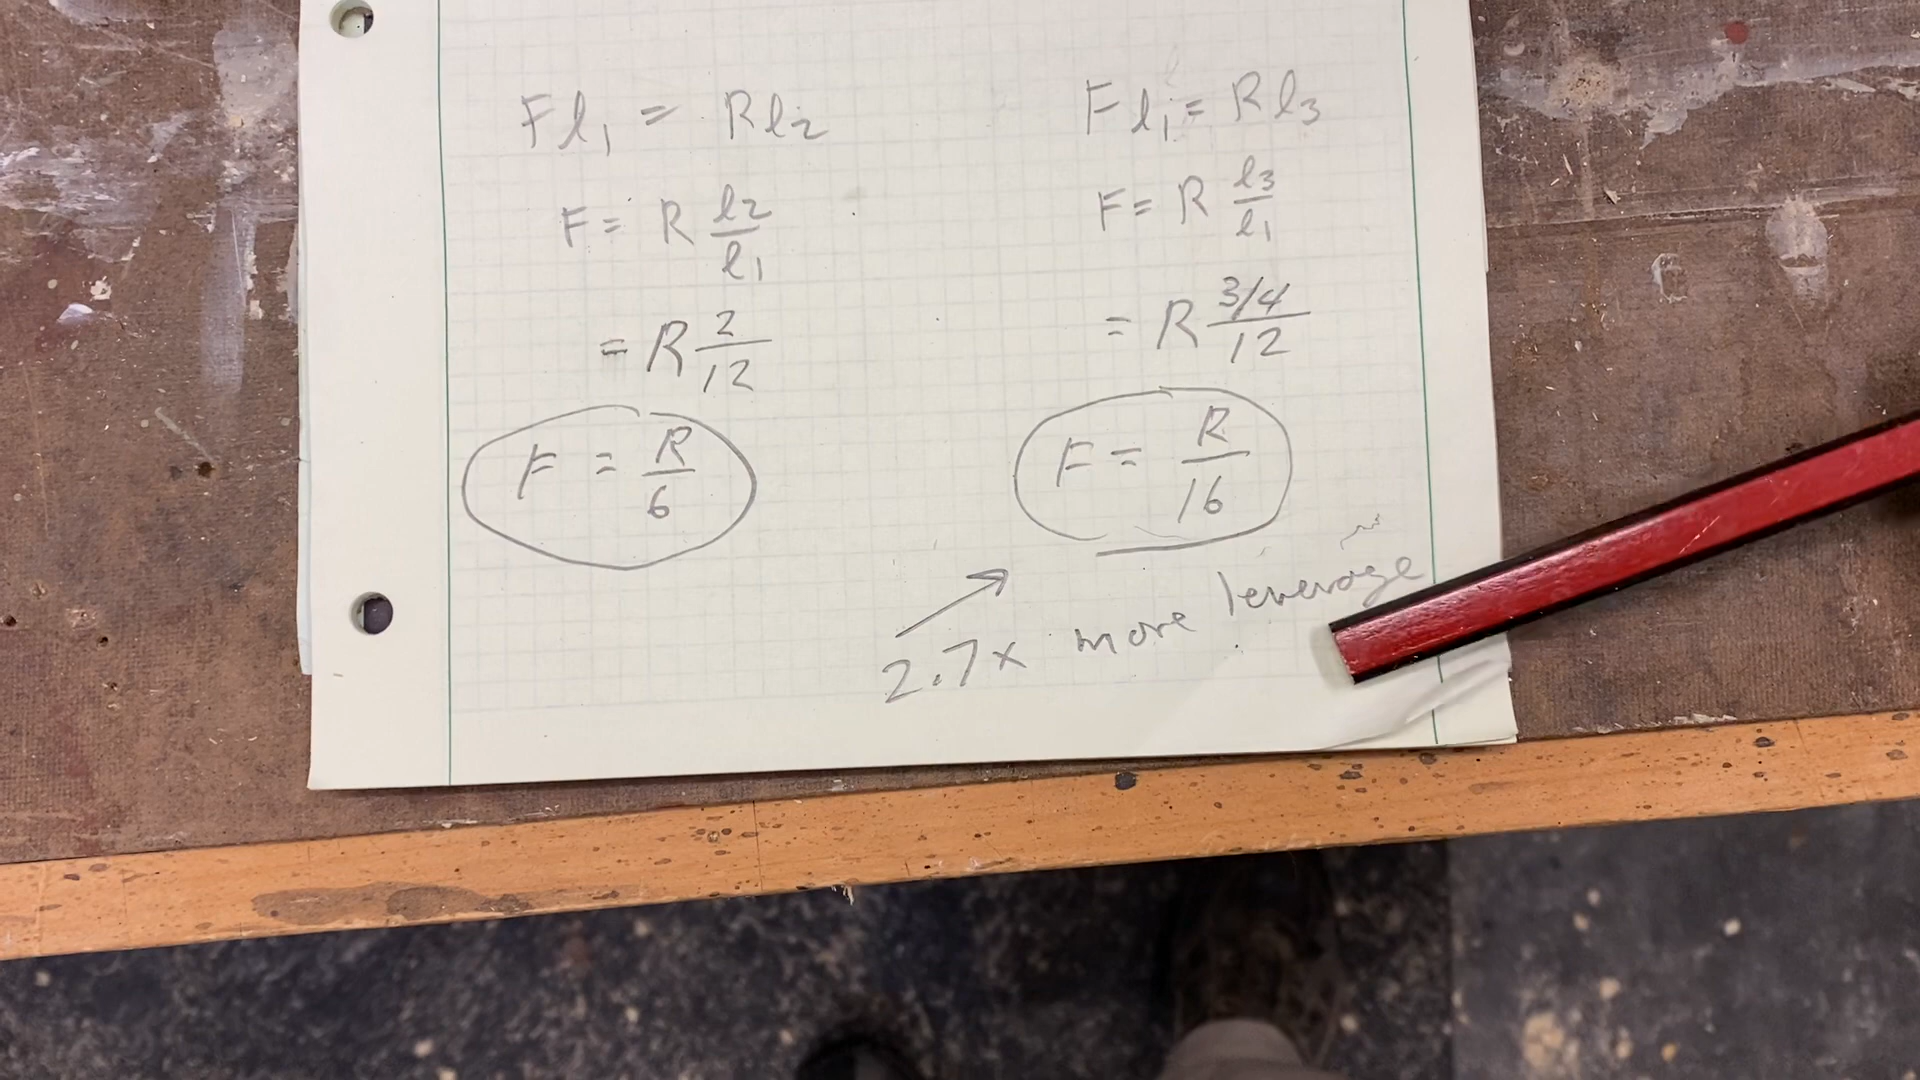 Fl₁ = Rl₂
F = R l₂/l₁
= R 2/12
F = R/6
Fl₁ = Rl₃
F = R l₃/l₁
= R 3/4/12
F = R/16
2.7x more leverage